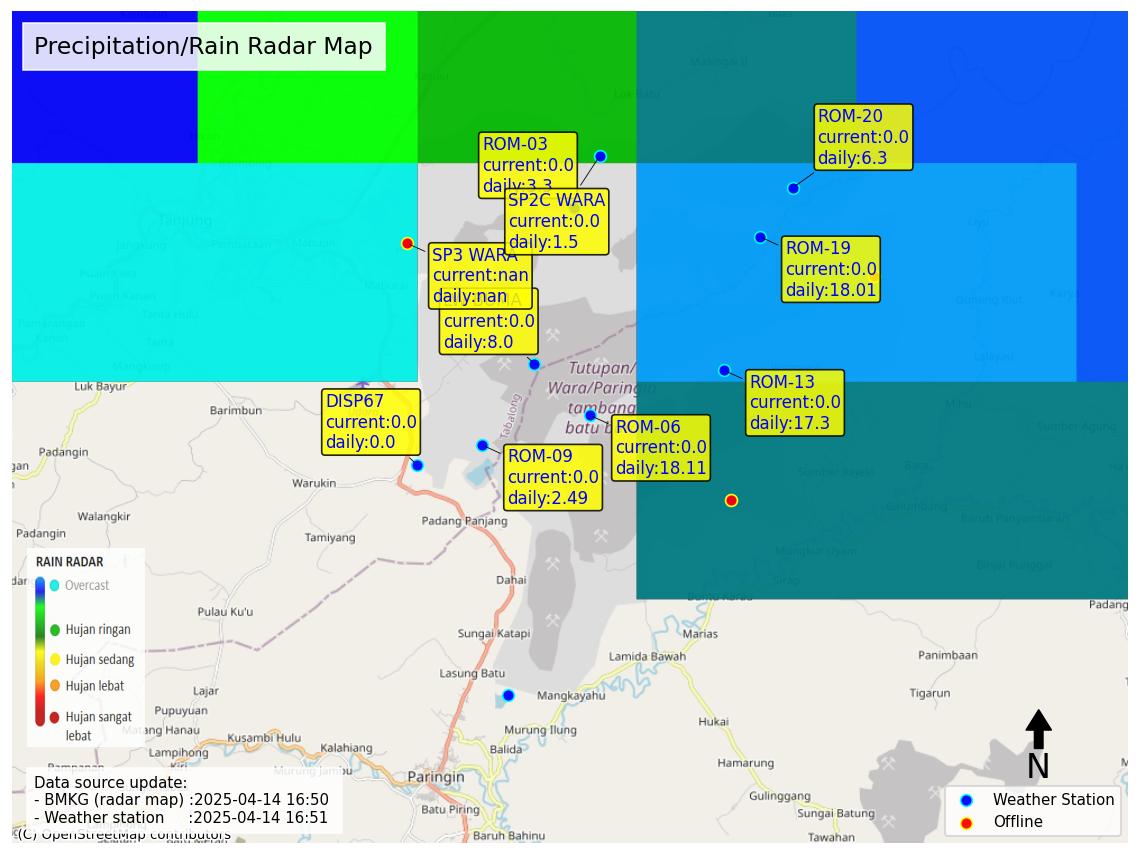 Precipitation/Rain Radar Map
ROM-20
current:0.0
daily:6.3
ROM-03
current:0.0
daily:3.3
SP2C WARA
current:0.0
daily:1.5
ROM-19
current:0.0
daily:18.01
SP3 WARA
current:nan
daily:nan
current:0.0
daily:8.0
Tutupan/
Wara/Paringin
tambang
batu
Tabalong
ROM-13
current:0.0
daily:17.3
DISP67
current:0.0
daily:0.0
ROM-06
current:0.0
daily:18.11
ROM-09
current:0.0
daily:2.49
Tanjung
Luk Bayur
Barimbun
Padangin
Warukin
Walangkir
Padangin
Tamiyang
Padang Panjang
Dahai
Pulau Ku'u
Sungai Katapi
Marias
Lamida Bawah
Panimbaan
Lasung Batu
Tigarun
Lajar
Mangkayahu
Pupuyuan
Matang Hanau
Murung Ilung
Hukai
Kusambi Hulu
Lampihong
Kalahiang
Balida
Hamarung
Murung Jambu
Paringin
Gulinggang
Batu Piring
Sungai Batung
Baruh Bahinu
Tawahan
RAIN RADAR
Overcast
Hujan ringan
Hujan sedang
Hujan lebat
Hujan sangat
lebat
Data source update:
- BMKG (radar map) :2025-04-14 16:50
- Weather station :2025-04-14 16:51
(C) OpenStreetMap contributors
N
Weather Station
Offline